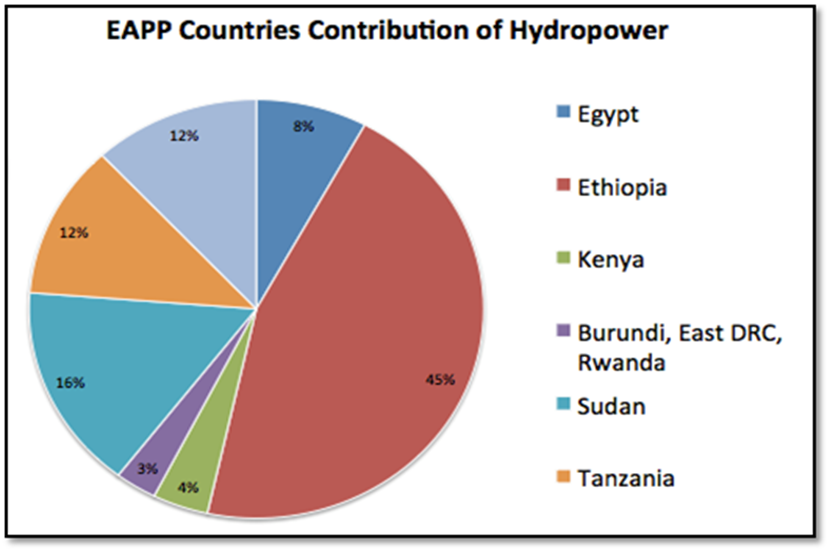 EAPP Countries Contribution of Hydropower
12%
8%
12%
16%
45%
3%
4%
Egypt
Ethiopia
Kenya
Burundi, East DRC,
Rwanda
Sudan
Tanzania